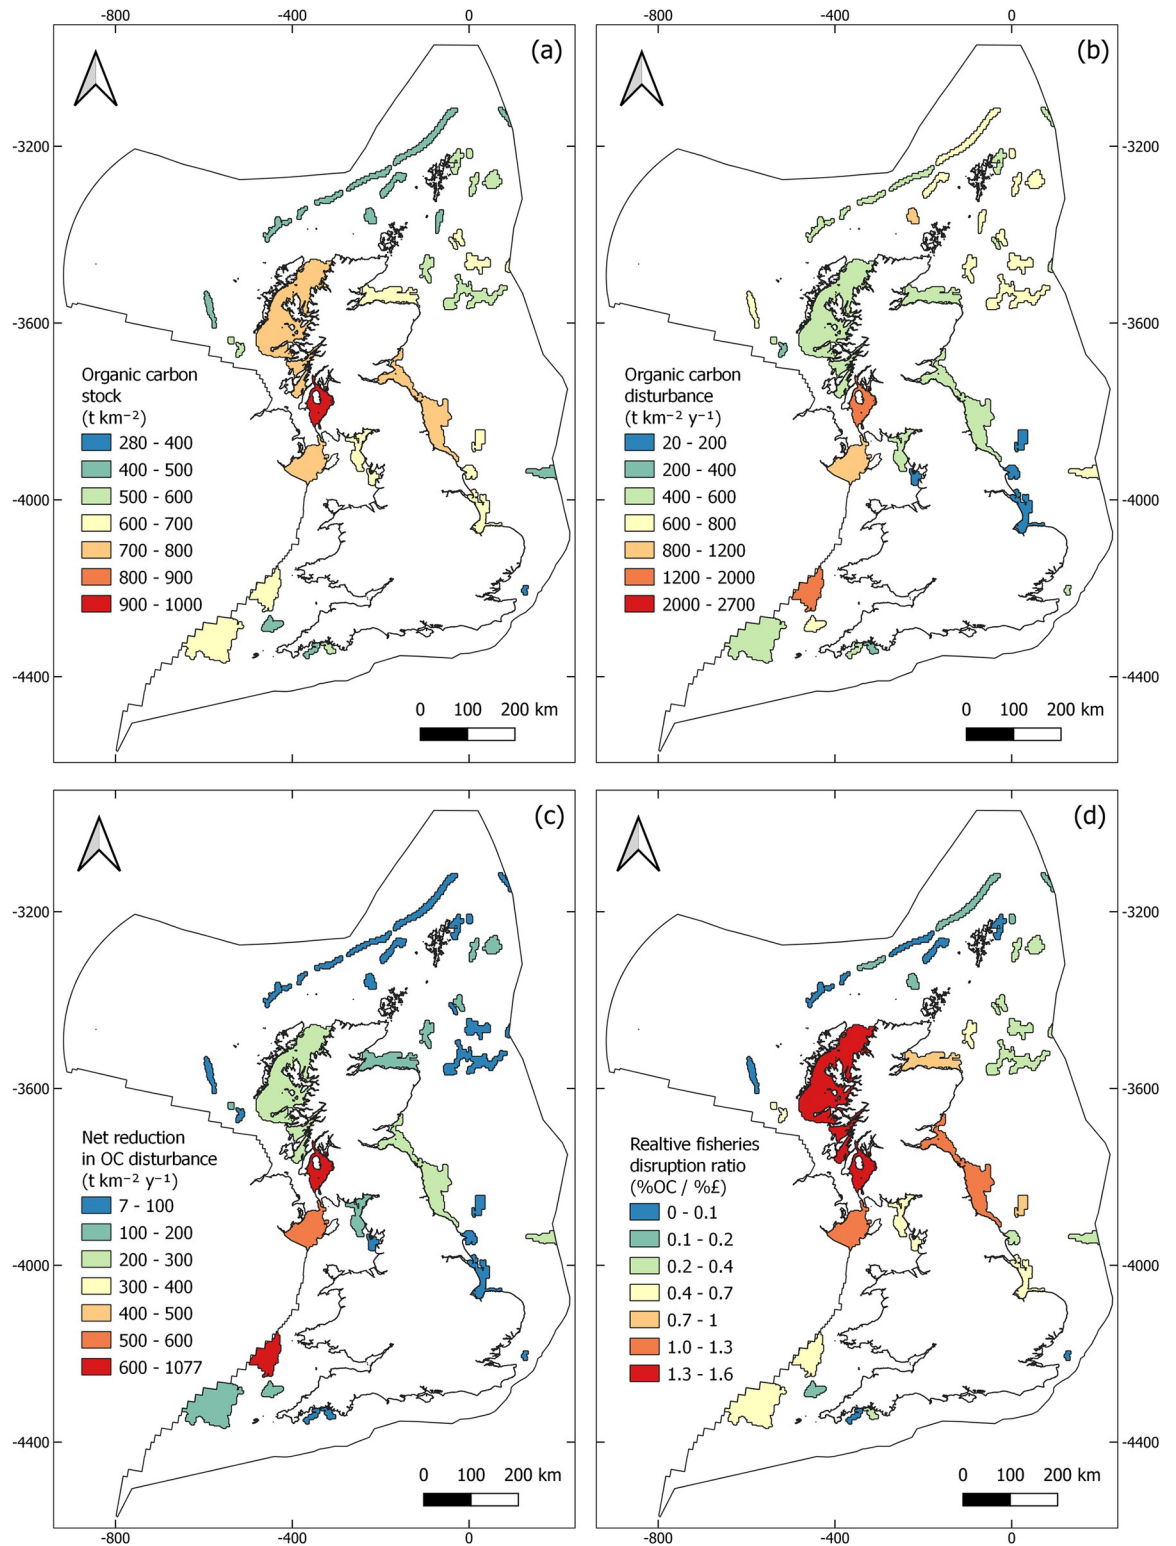 -800 -400 0 -800 -400 0
(a) (b)
-3200 -3200
-3600 -3600
Organic carbon
stock
(t km⁻²)
280 - 400
400 - 500
500 - 600
600 - 700
700 - 800
800 - 900
900 - 1000
Organic carbon
disturbance
(t km⁻² y⁻¹)
20 - 200
200 - 400
400 - 600
600 - 800
800 - 1200
1200 - 2000
2000 - 2700
-4000 -4000
-4400 -4400
0 100 200 km
0 100 200 km
(c) (d)
-3200 -3200
-3600 -3600
Net reduction
in OC disturbance
(t km⁻² y⁻¹)
7 - 100
100 - 200
200 - 300
300 - 400
400 - 500
500 - 600
600 - 1077
Realtive fisheries
disruption ratio
(%OC / %£)
0 - 0.1
0.1 - 0.2
0.2 - 0.4
0.4 - 0.7
0.7 - 1
1.0 - 1.3
1.3 - 1.6
-4000 -4000
-4400 -4400
0 100 200 km
0 100 200 km
-800 -400 0 -800 -400 0